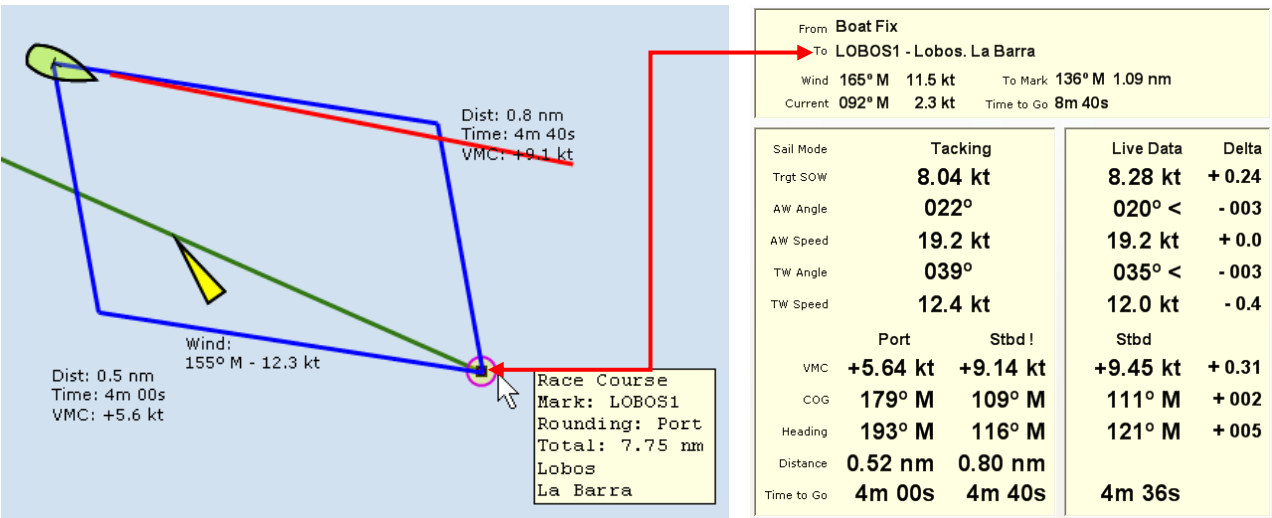 Dist: 0.8 nm
Time: 4m 40s
VMC: +9.1 kt
Wind:
155º M - 12.3 kt
Dist: 0.5 nm
Time: 4m 00s
VMC: +5.6 kt
Race Course
Mark: LOBOS1
Rounding: Port
Total: 7.75 nm
Lobos
La Barra
From Boat Fix
To LOBOS1 - Lobos. La Barra
Wind 165º M 11.5 kt To Mark 136º M 1.09 nm
Current 092º M 2.3 kt Time to Go 8m 40s
Sail Mode Tacking Live Data Delta
Trgt SOW 8.04 kt 8.28 kt + 0.24
AW Angle 022º 020º < - 003
AW Speed 19.2 kt 19.2 kt + 0.0
TW Angle 039º 035º < - 003
TW Speed 12.4 kt 12.0 kt - 0.4
Port Stbd ! Stbd
VMC +5.64 kt +9.14 kt +9.45 kt + 0.31
COG 179º M 109º M 111º M + 002
Heading 193º M 116º M 121º M + 005
Distance 0.52 nm 0.80 nm
Time to Go 4m 00s 4m 40s 4m 36s